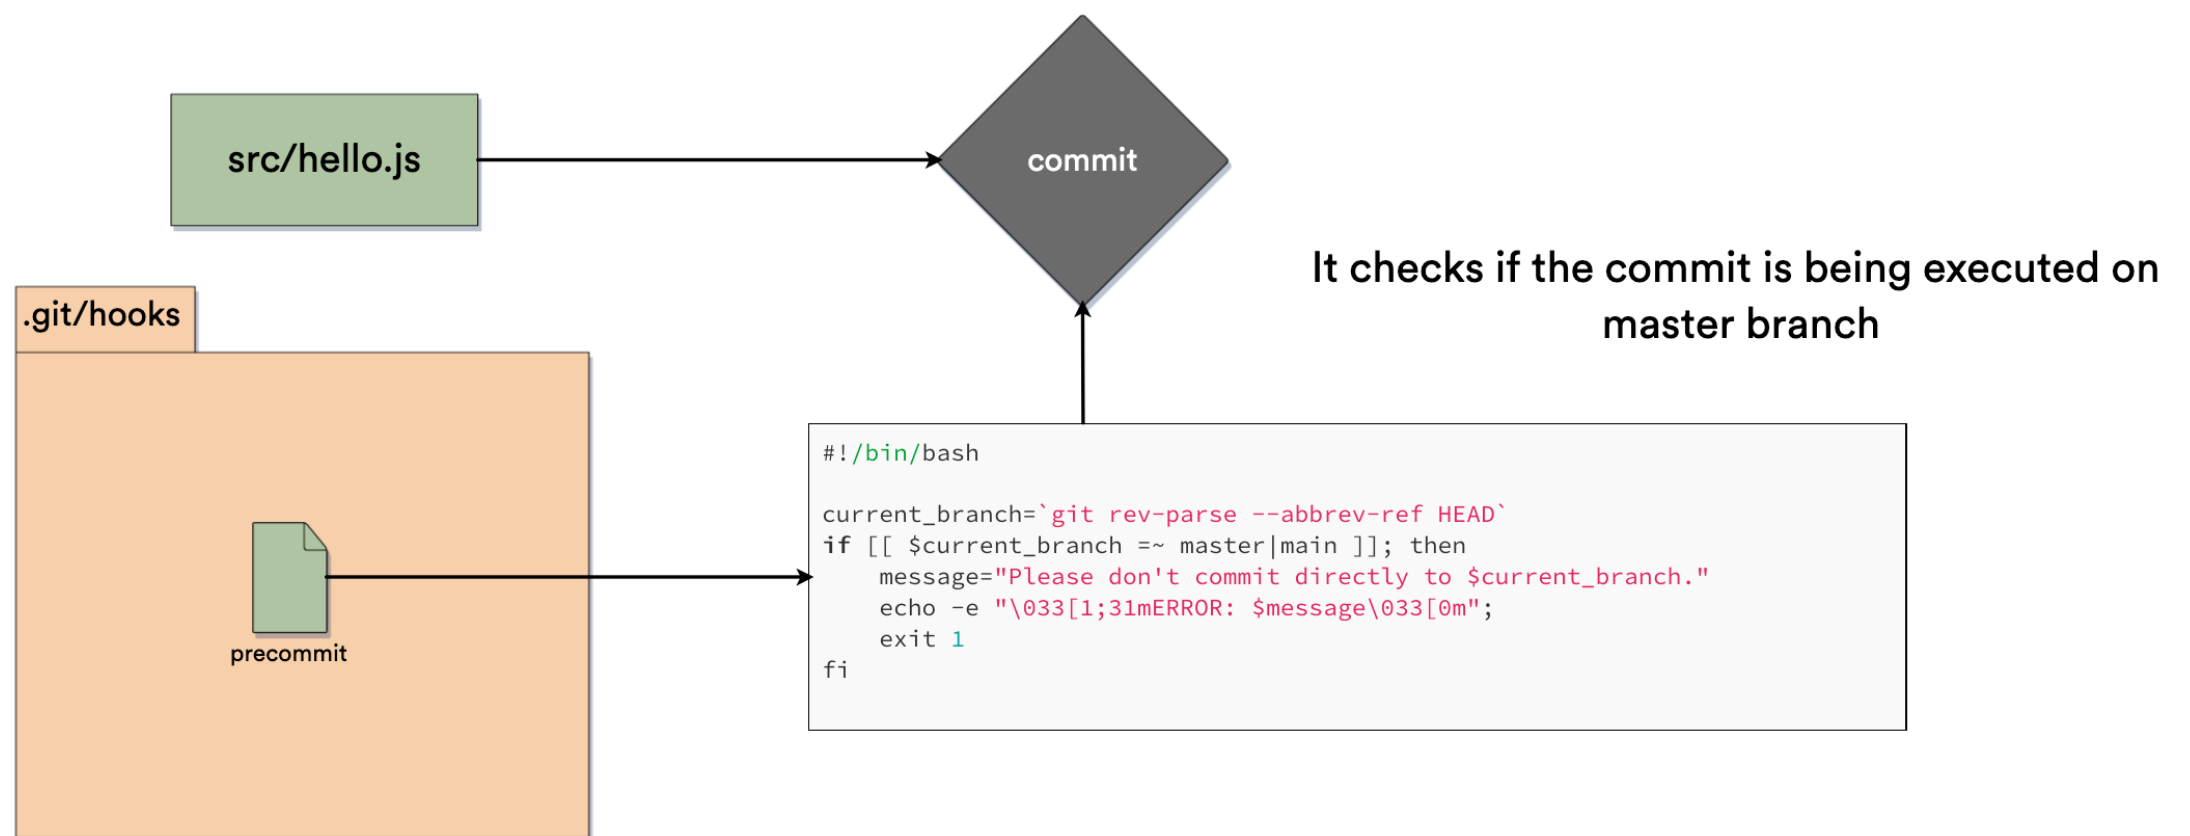 src/hello.js
commit
It checks if the commit is being executed on
master branch
.git/hooks
precommit
#!/bin/bash
current_branch=`git rev-parse --abbrev-ref HEAD`
if [[ $current_branch =~ master|main ]]; then
    message="Please don't commit directly to $current_branch."
    echo -e "\033[1;31mERROR: $message\033[0m";
    exit 1
fi